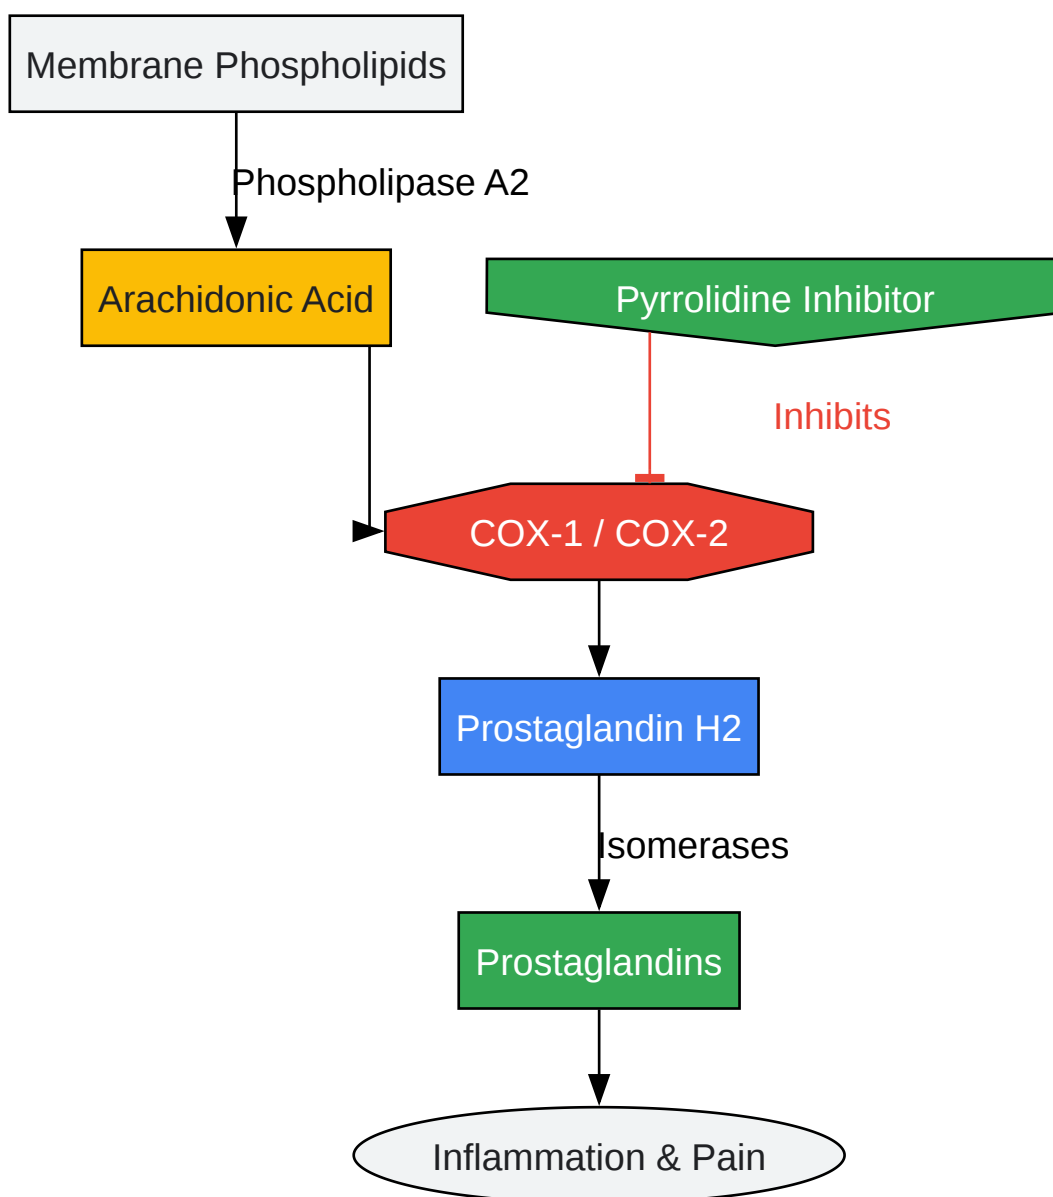 Membrane Phospholipids
Phospholipase A2
Arachidonic Acid
Pyrrolidine Inhibitor
Inhibits
COX-1 / COX-2
Prostaglandin H2
Isomerases
Prostaglandins
Inflammation & Pain